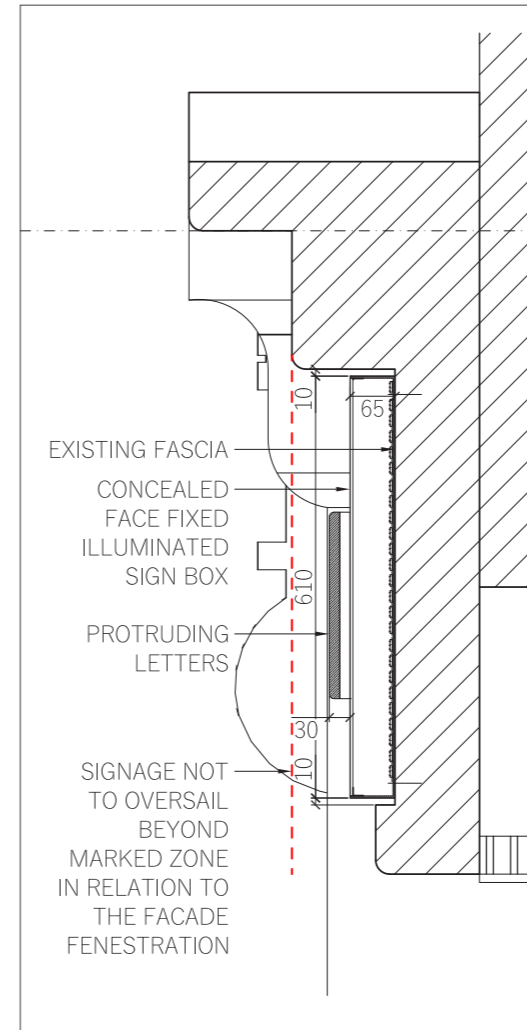 10
65
EXISTING FASCIA
CONCEALED
FACE FIXED
ILLUMINATED
SIGN BOX
610
PROTRUDING
LETTERS
30
10
SIGNAGE NOT
TO OVERSAIL
BEYOND
MARKED ZONE
IN RELATION TO
THE FACADE
FENESTRATION